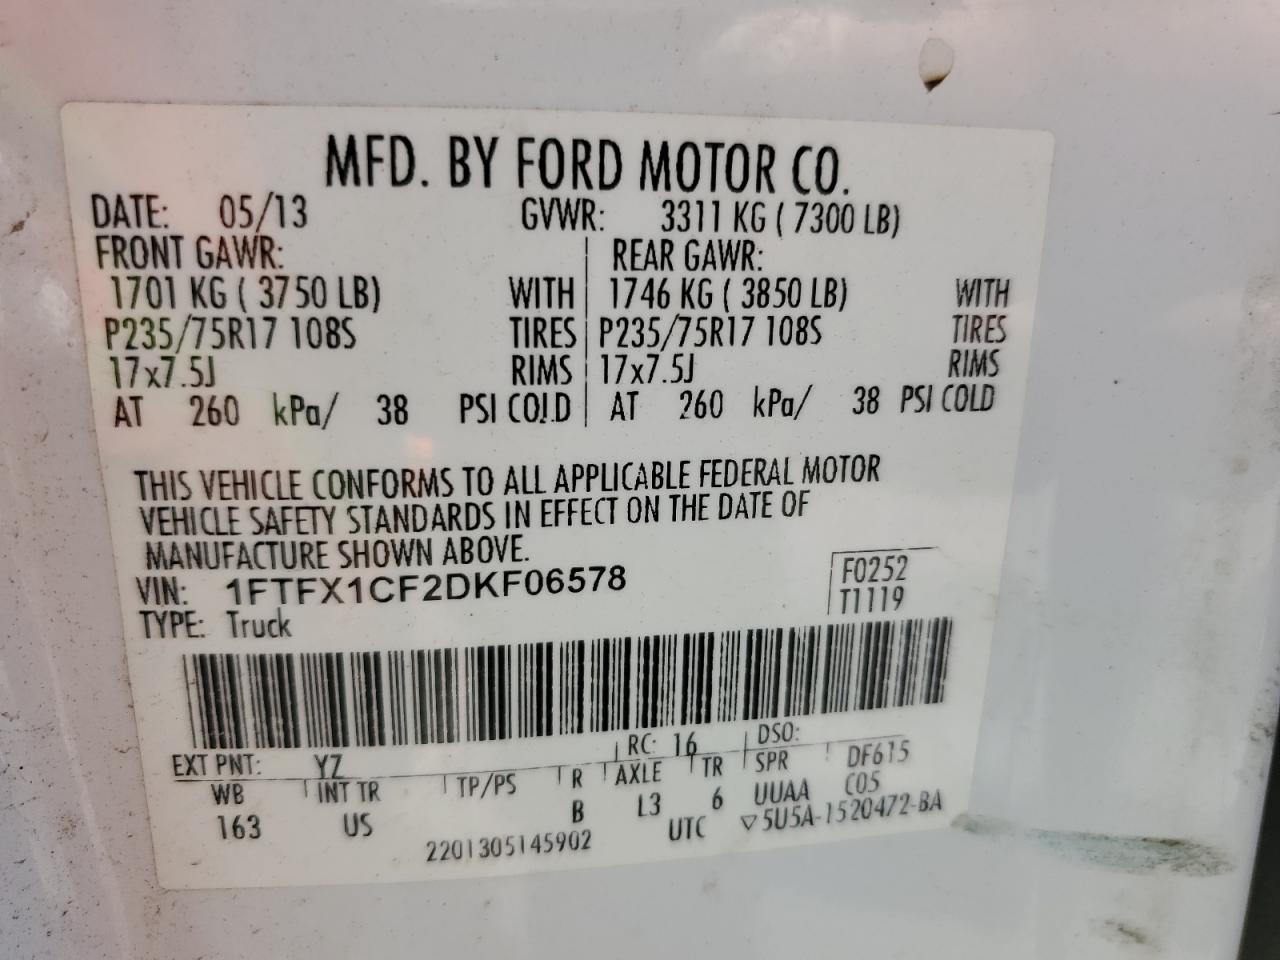 MFD. BY FORD MOTOR CO.
DATE: 05/13 GVWR: 3311 KG ( 7300 LB)
FRONT GAWR: REAR GAWR:
1701 KG ( 3750 LB) WITH 1746 KG ( 3850 LB) WITH
P235/75R17 108S TIRES P235/75R17 108S TIRES
17x7.5J RIMS 17x7.5J RIMS
AT 260 kPa/ 38 PSI COLD AT 260 kPa/ 38 PSI COLD
THIS VEHICLE CONFORMS TO ALL APPLICABLE FEDERAL MOTOR
VEHICLE SAFETY STANDARDS IN EFFECT ON THE DATE OF
MANUFACTURE SHOWN ABOVE.
VIN: 1FTFX1CF2DKF06578 F0252
TYPE: Truck T1119
EXT PNT: YZ RC: 16 DSO:
WB INT TR TP/PS R AXLE TR SPR DF615
163 US B L3 6 UUAA C05
2201305145902 UTC ▽5U5A-1520472-BA